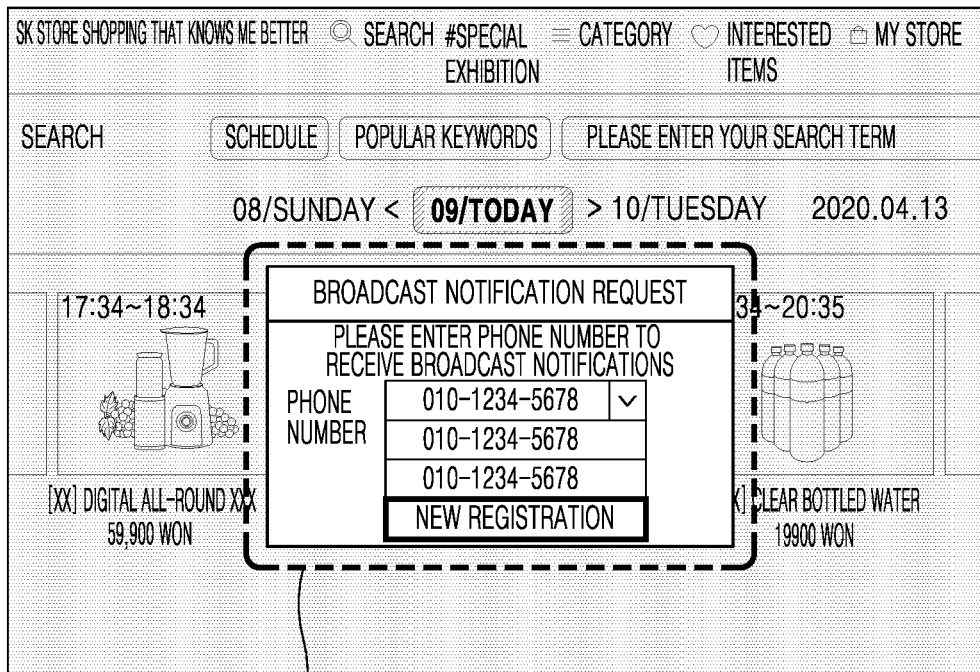 SK STORE SHOPPING THAT KNOWS ME BETTER SEARCH #SPECIAL EXHIBITION CATEGORY INTERESTED ITEMS MY STORE
SEARCH SCHEDULE POPULAR KEYWORDS PLEASE ENTER YOUR SEARCH TERM
08/SUNDAY < 09/TODAY > 10/TUESDAY 2020.04.13
BROADCAST NOTIFICATION REQUEST
PLEASE ENTER PHONE NUMBER TO
RECEIVE BROADCAST NOTIFICATIONS
PHONE NUMBER
010-1234-5678
010-1234-5678
010-1234-5678
NEW REGISTRATION
17:34~18:34
[XX] DIGITAL ALL-ROUND XXX
59,900 WON
34~20:35
X] CLEAR BOTTLED WATER
19900 WON